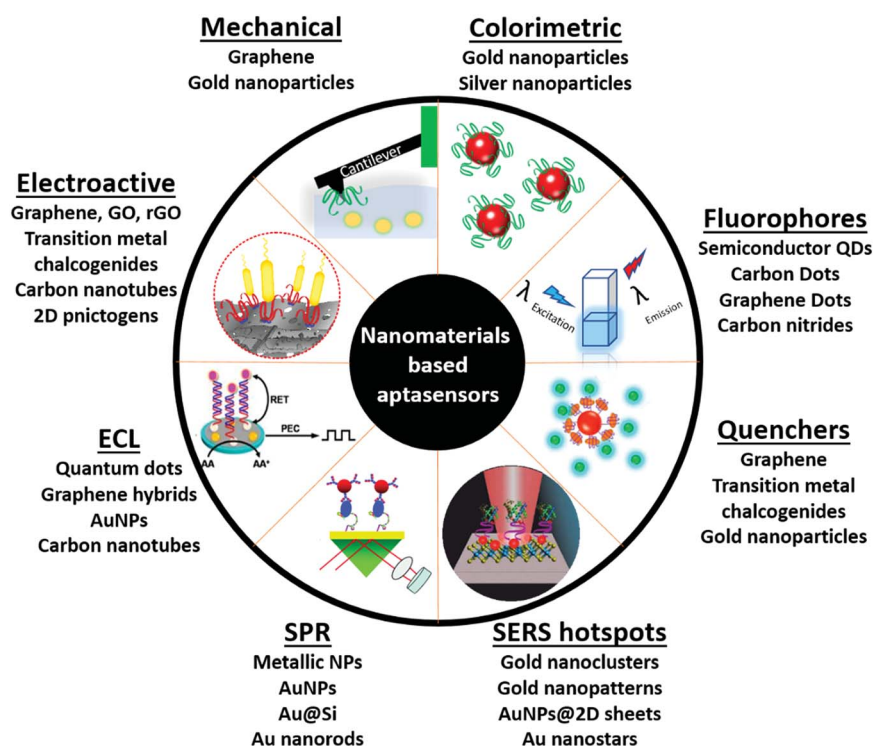 Mechanical
Graphene
Gold nanoparticles
Colorimetric
Gold nanoparticles
Silver nanoparticles
Cantilever
Electroactive
Graphene, GO, rGO
Transition metal
chalcogenides
Carbon nanotubes
2D pnictogens
Fluorophores
Semiconductor QDs
Carbon Dots
Graphene Dots
Carbon nitrides
λ
Excitation
λ
Emission
Nanomaterials
based
aptasensors
RET
PEC
AA
AA⁺
ECL
Quantum dots
Graphene hybrids
AuNPs
Carbon nanotubes
Quenchers
Graphene
Transition metal
chalcogenides
Gold nanoparticles
SPR
Metallic NPs
AuNPs
Au@Si
Au nanorods
SERS hotspots
Gold nanoclusters
Gold nanopatterns
AuNPs@2D sheets
Au nanostars